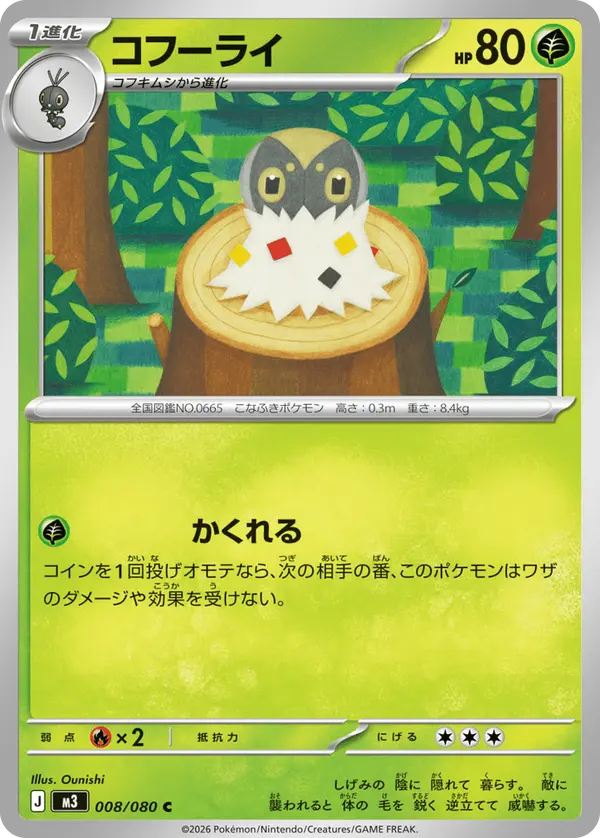 1進化
コフーライ
HP80
コフキムシから進化
全国図鑑NO.0665 こなふきポケモン 高さ:0.3m 重さ:8.4kg
かくれる
コインを1回投げオモテなら、次の相手の番、このポケモンはワザ
のダメージや効果を受けない。
弱点 ×2 抵抗力 にげる
Illus. Ounishi
J M3 008/080 C
しげみの 陰に 隠れて 暮らす。 敵に
襲われると 体の 毛を 鋭く 逆立てて 威嚇する。
©2026 Pokémon/Nintendo/Creatures/GAME FREAK.